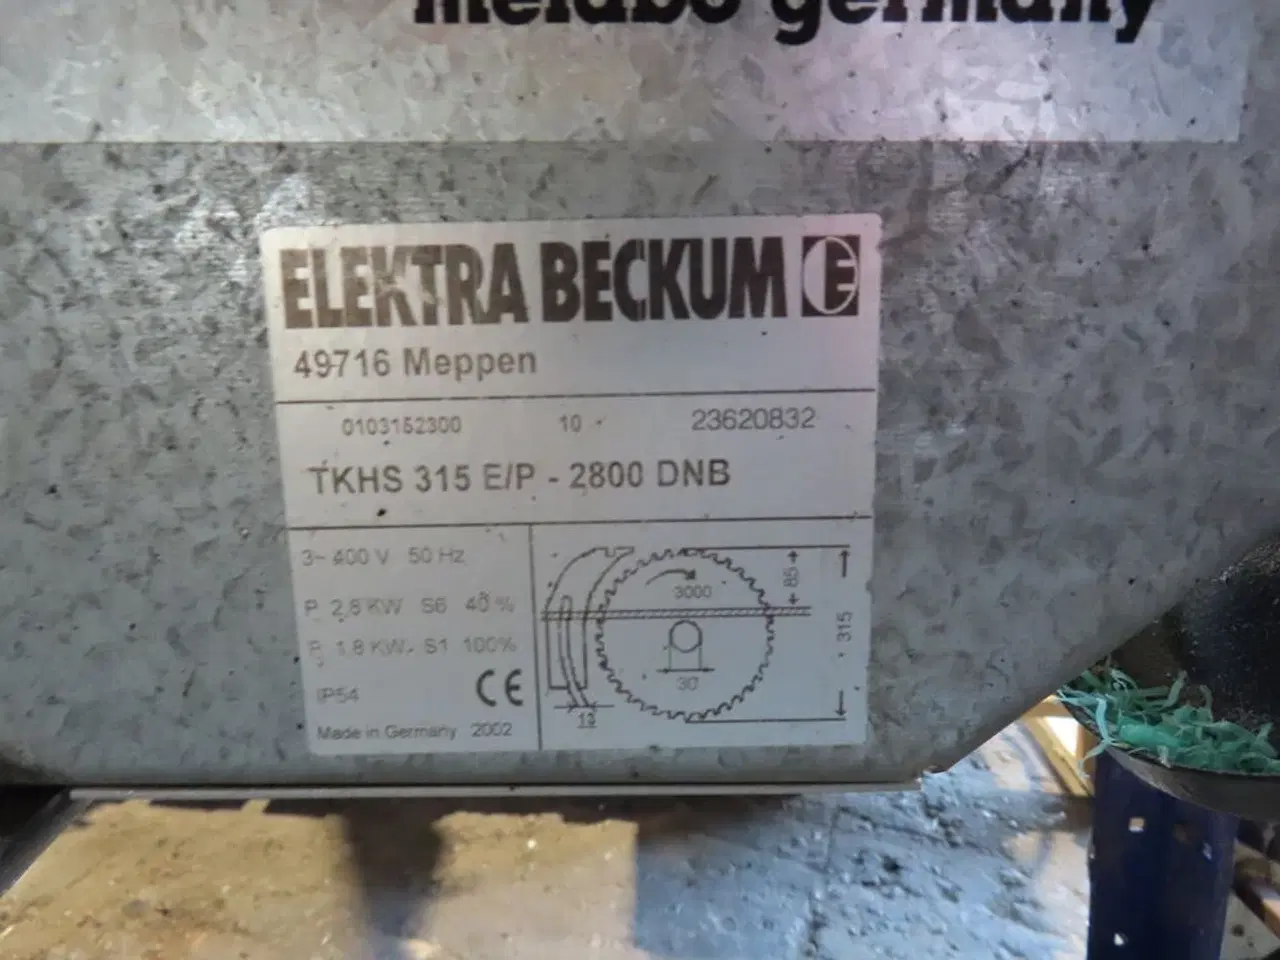 metabo germany
ELEKTRA BECKUM E
49716 Meppen
0103152300 10 23620832
TKHS 315 E/P - 2800 DNB
3~ 400 V 50 Hz
P 2,8 KW S6 40 %
P 1,8 KW S1 100%
IP54 CE
Made in Germany 2002
3000
85
315
30